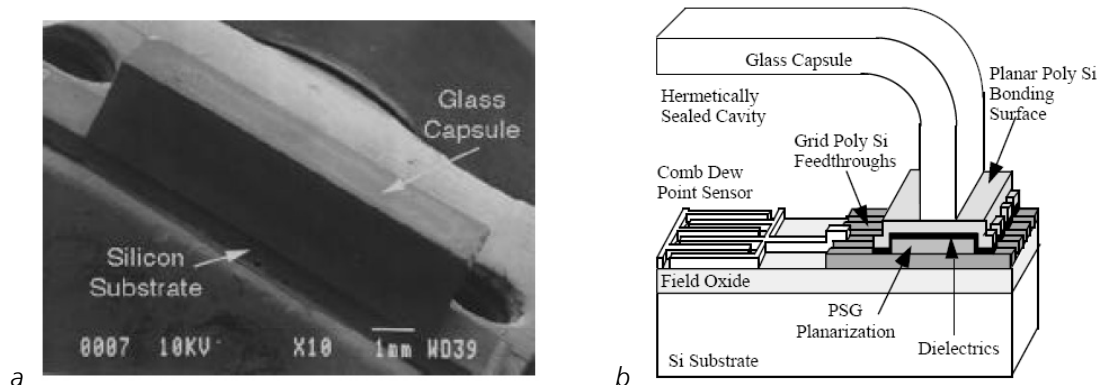 Glass
Capsule
Silicon
Substrate
0007 10KV X10 1mm WD39
a
Glass Capsule
Planar Poly Si
Bonding
Surface
Hermetically
Sealed Cavity
Grid Poly Si
Feedthroughs
Comb Dew
Point Sensor
Field Oxide
PSG
Planarization
Dielectrics
Si Substrate
b